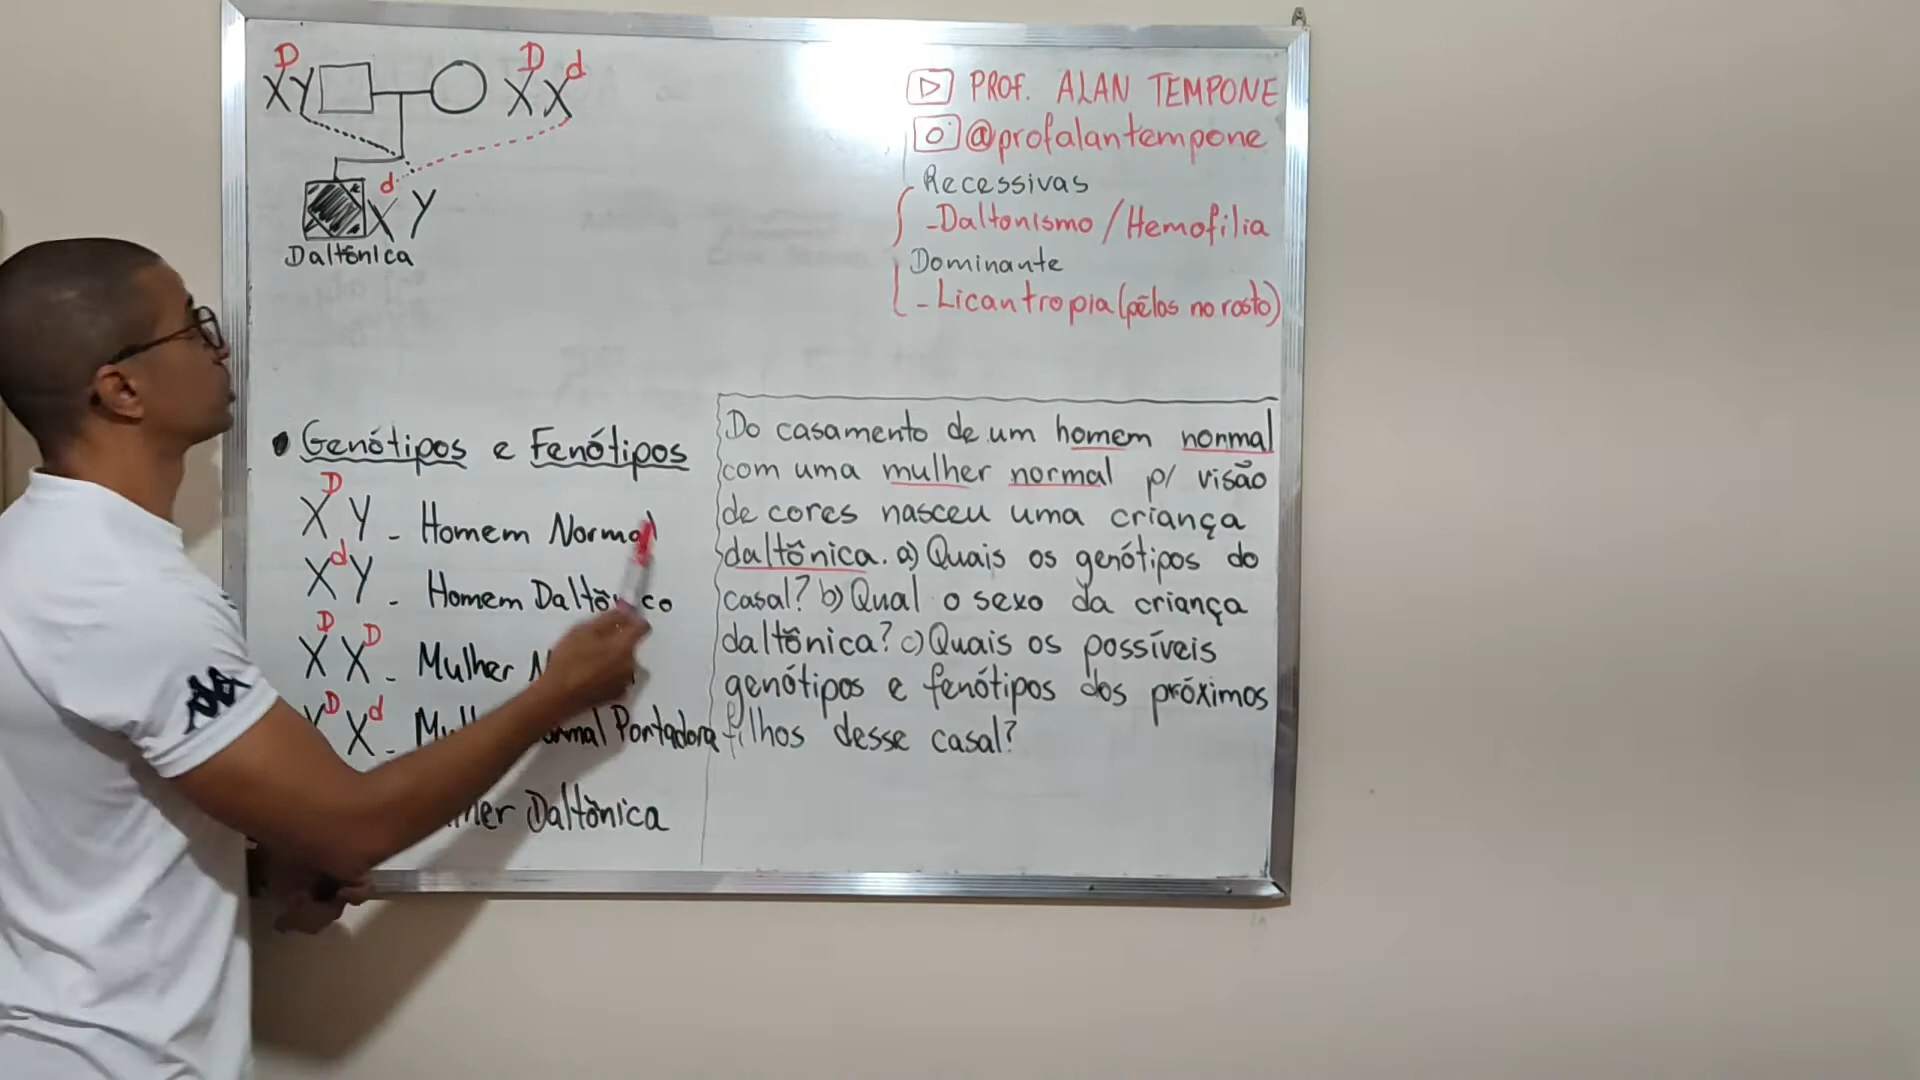 X^D Y X^D X^d
X^d Y
Daltônica
PROF. ALAN TEMPONE
@profalantempone
Recessivas
-Daltonismo/Hemofilia
Dominante
-Licantropia (pêlos no rosto)
• Genótipos e Fenótipos
X^D Y - Homem Normal
X^d Y - Homem Daltônico
X^D X^D - Mulher
X^D X^d - Portadora
Daltônica
Do casamento de um homem normal
com uma mulher normal p/ visão
de cores nasceu uma criança
daltônica. a) Quais os genótipos do
casal? b) Qual o sexo da criança
daltônica? c) Quais os possíveis
genótipos e fenótipos dos próximos
filhos desse casal?